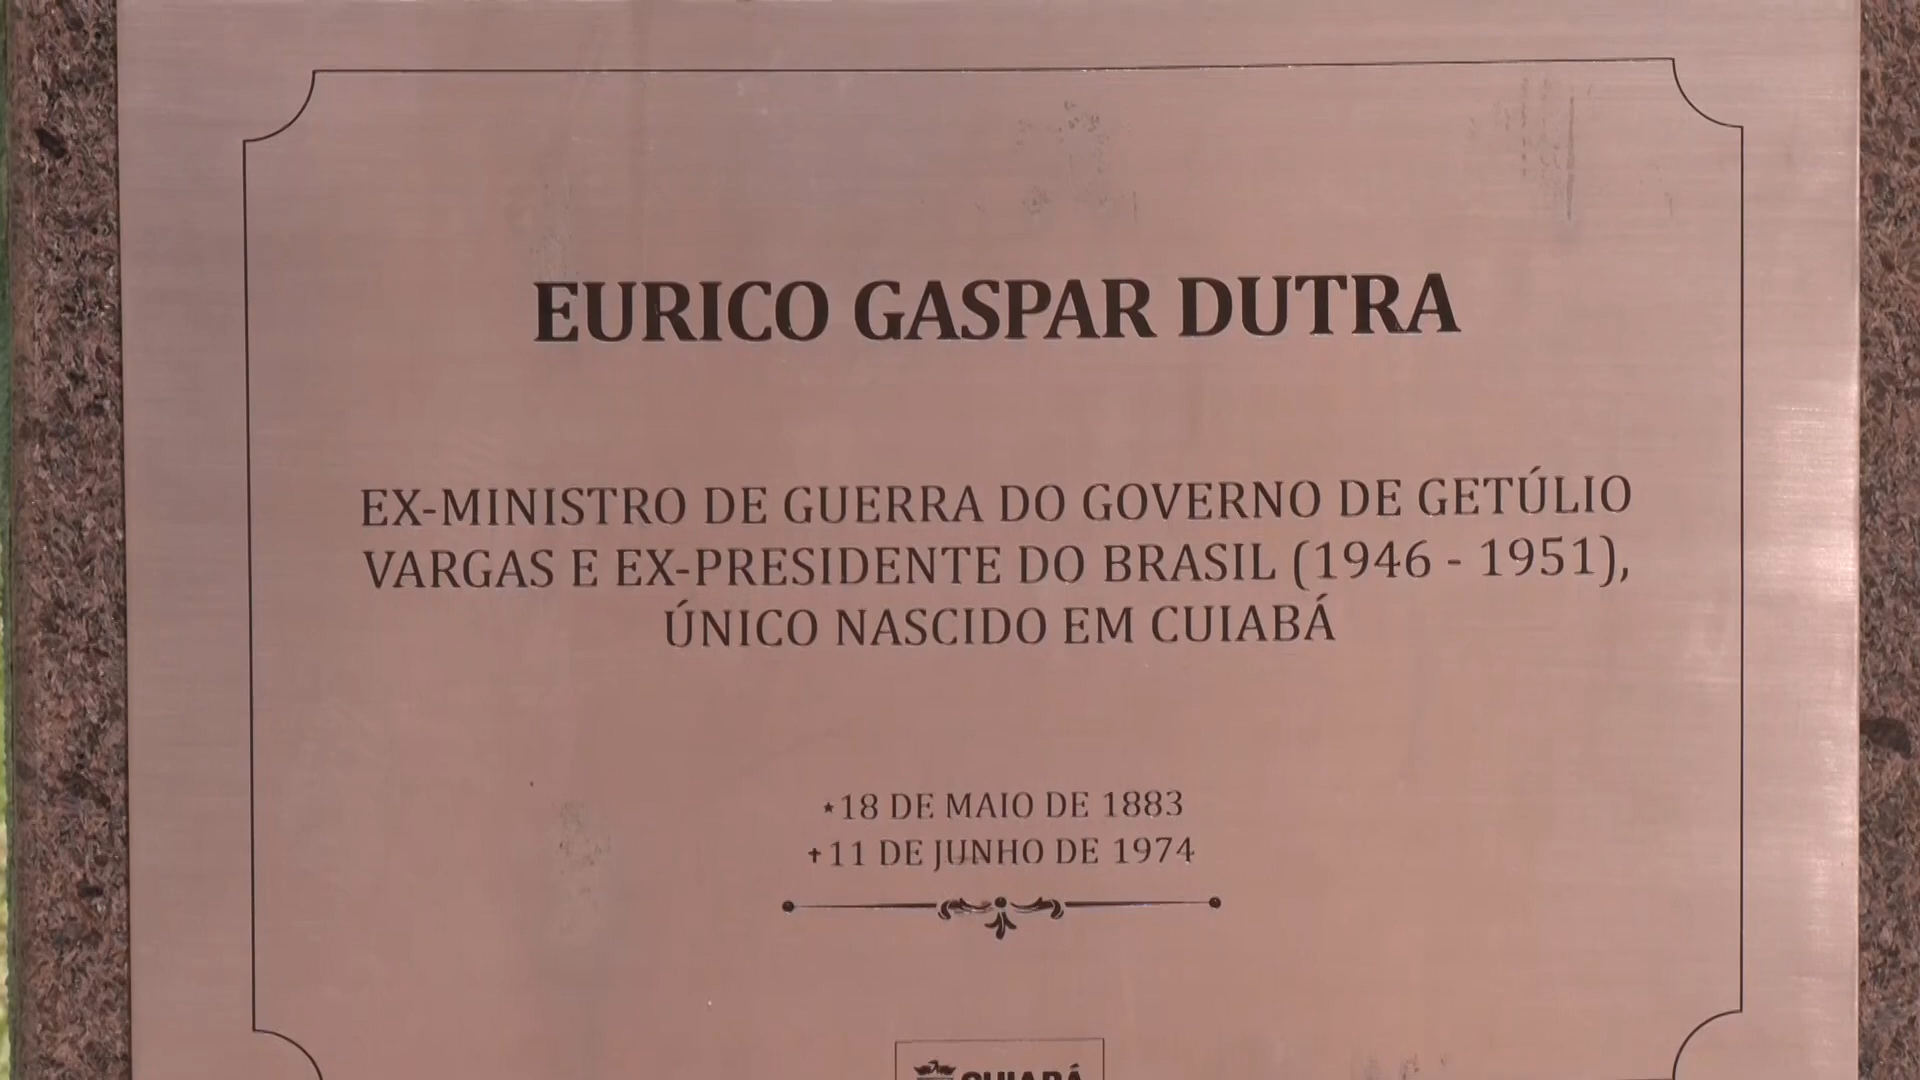 EURICO GASPAR DUTRA
EX-MINISTRO DE GUERRA DO GOVERNO DE GETÚLIO
VARGAS E EX-PRESIDENTE DO BRASIL (1946 - 1951),
ÚNICO NASCIDO EM CUIABÁ
⋆18 DE MAIO DE 1883
✝11 DE JUNHO DE 1974
CUIABÁ